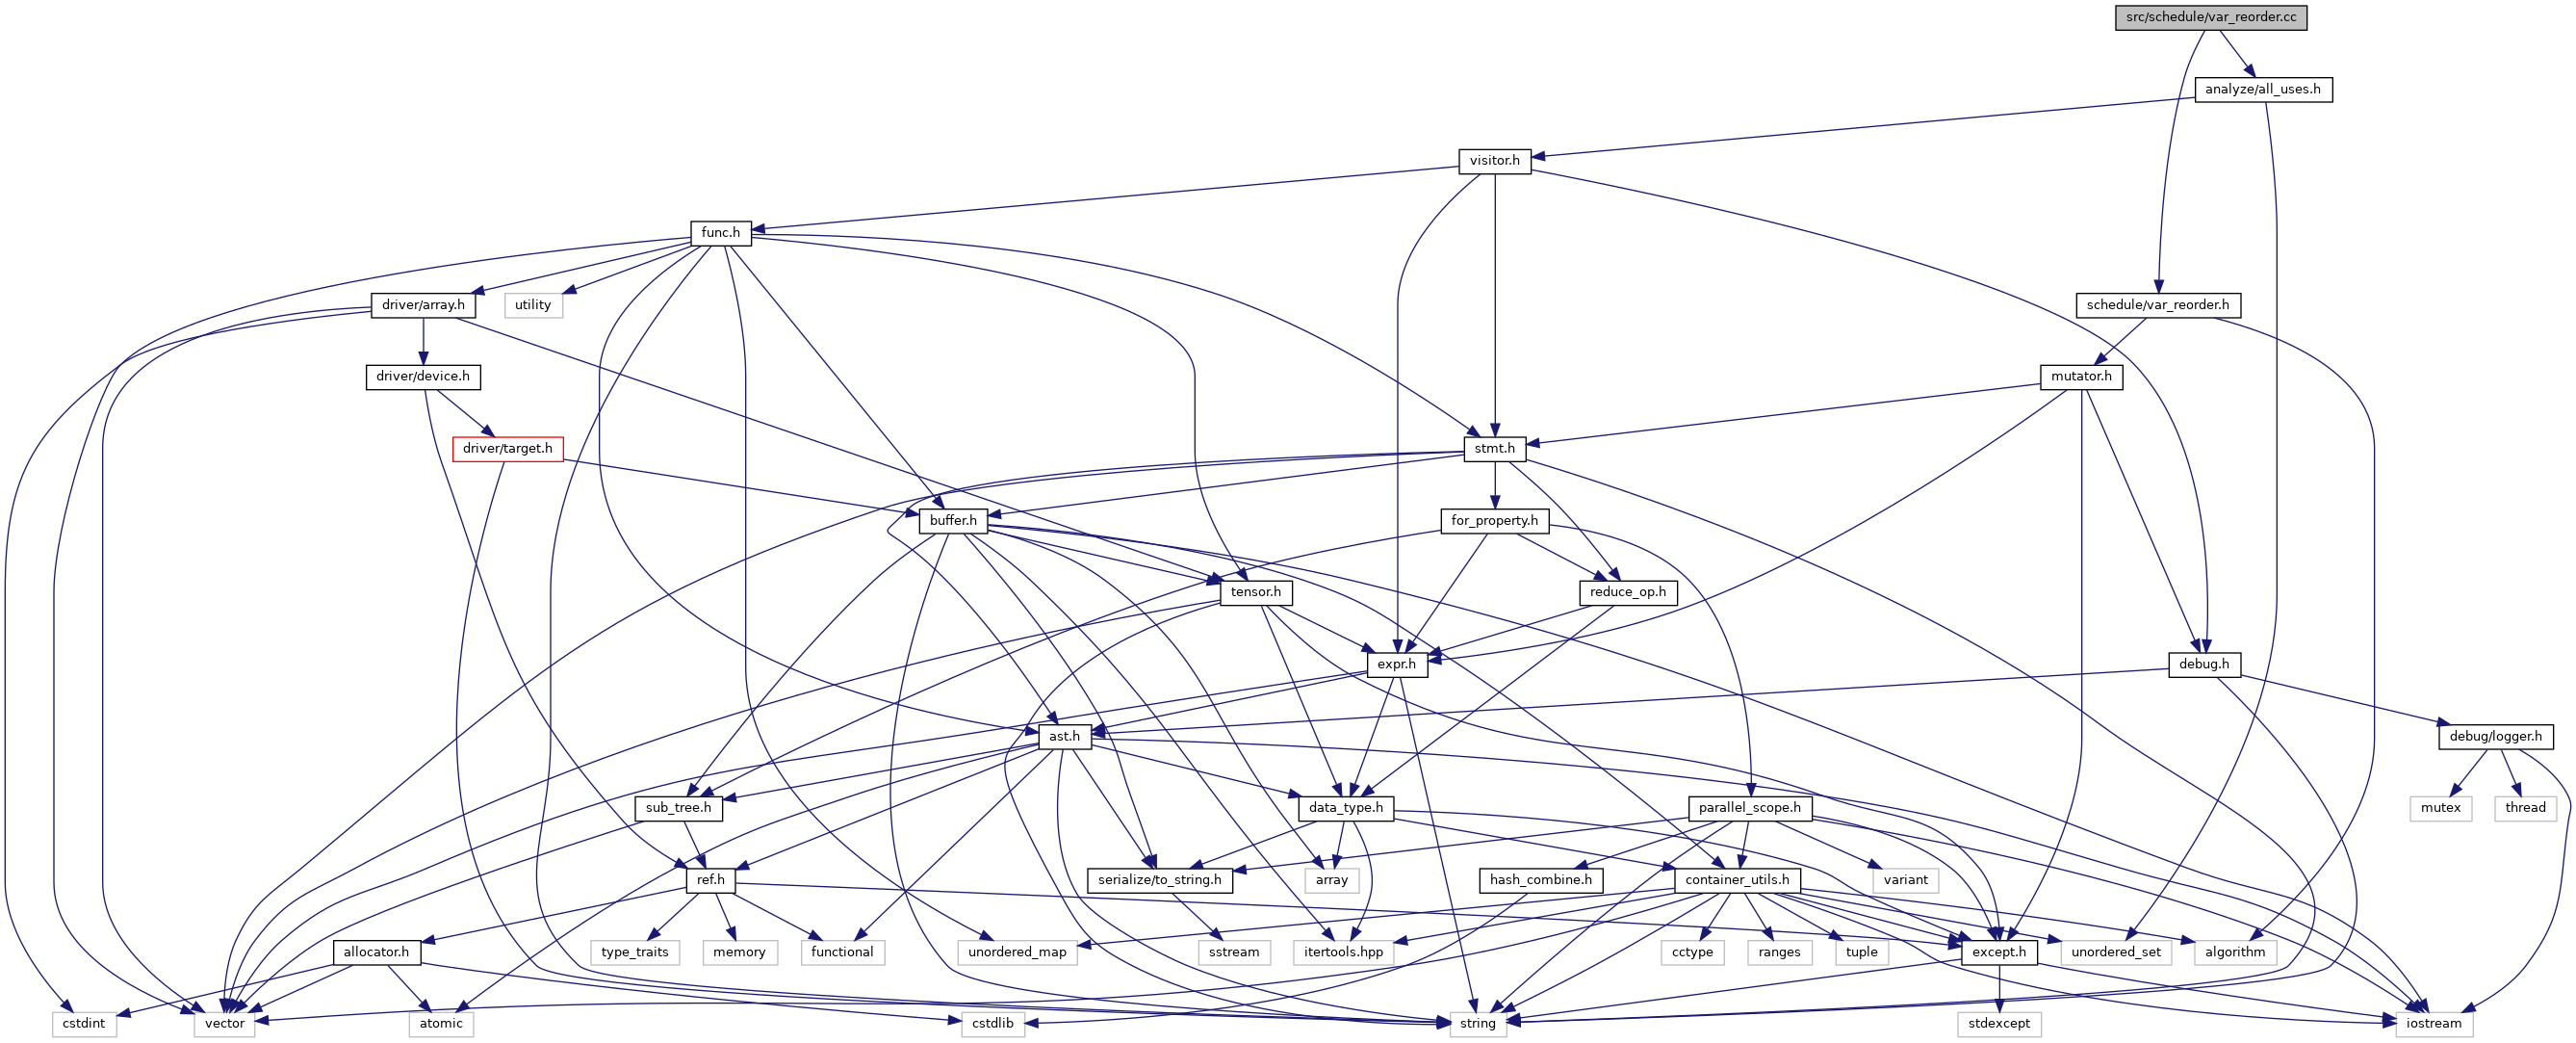 src/schedule/var_reorder.cc
analyze/all_uses.h
visitor.h
func.h
driver/array.h
utility
schedule/var_reorder.h
driver/device.h
mutator.h
driver/target.h
stmt.h
buffer.h
for_property.h
tensor.h
reduce_op.h
expr.h
debug.h
ast.h
debug/logger.h
sub_tree.h
data_type.h
parallel_scope.h
mutex
thread
ref.h
serialize/to_string.h
array
hash_combine.h
container_utils.h
variant
allocator.h
type_traits
memory
functional
unordered_map
sstream
itertools.hpp
cctype
ranges
tuple
except.h
unordered_set
algorithm
cstdint
vector
atomic
cstdlib
string
stdexcept
iostream